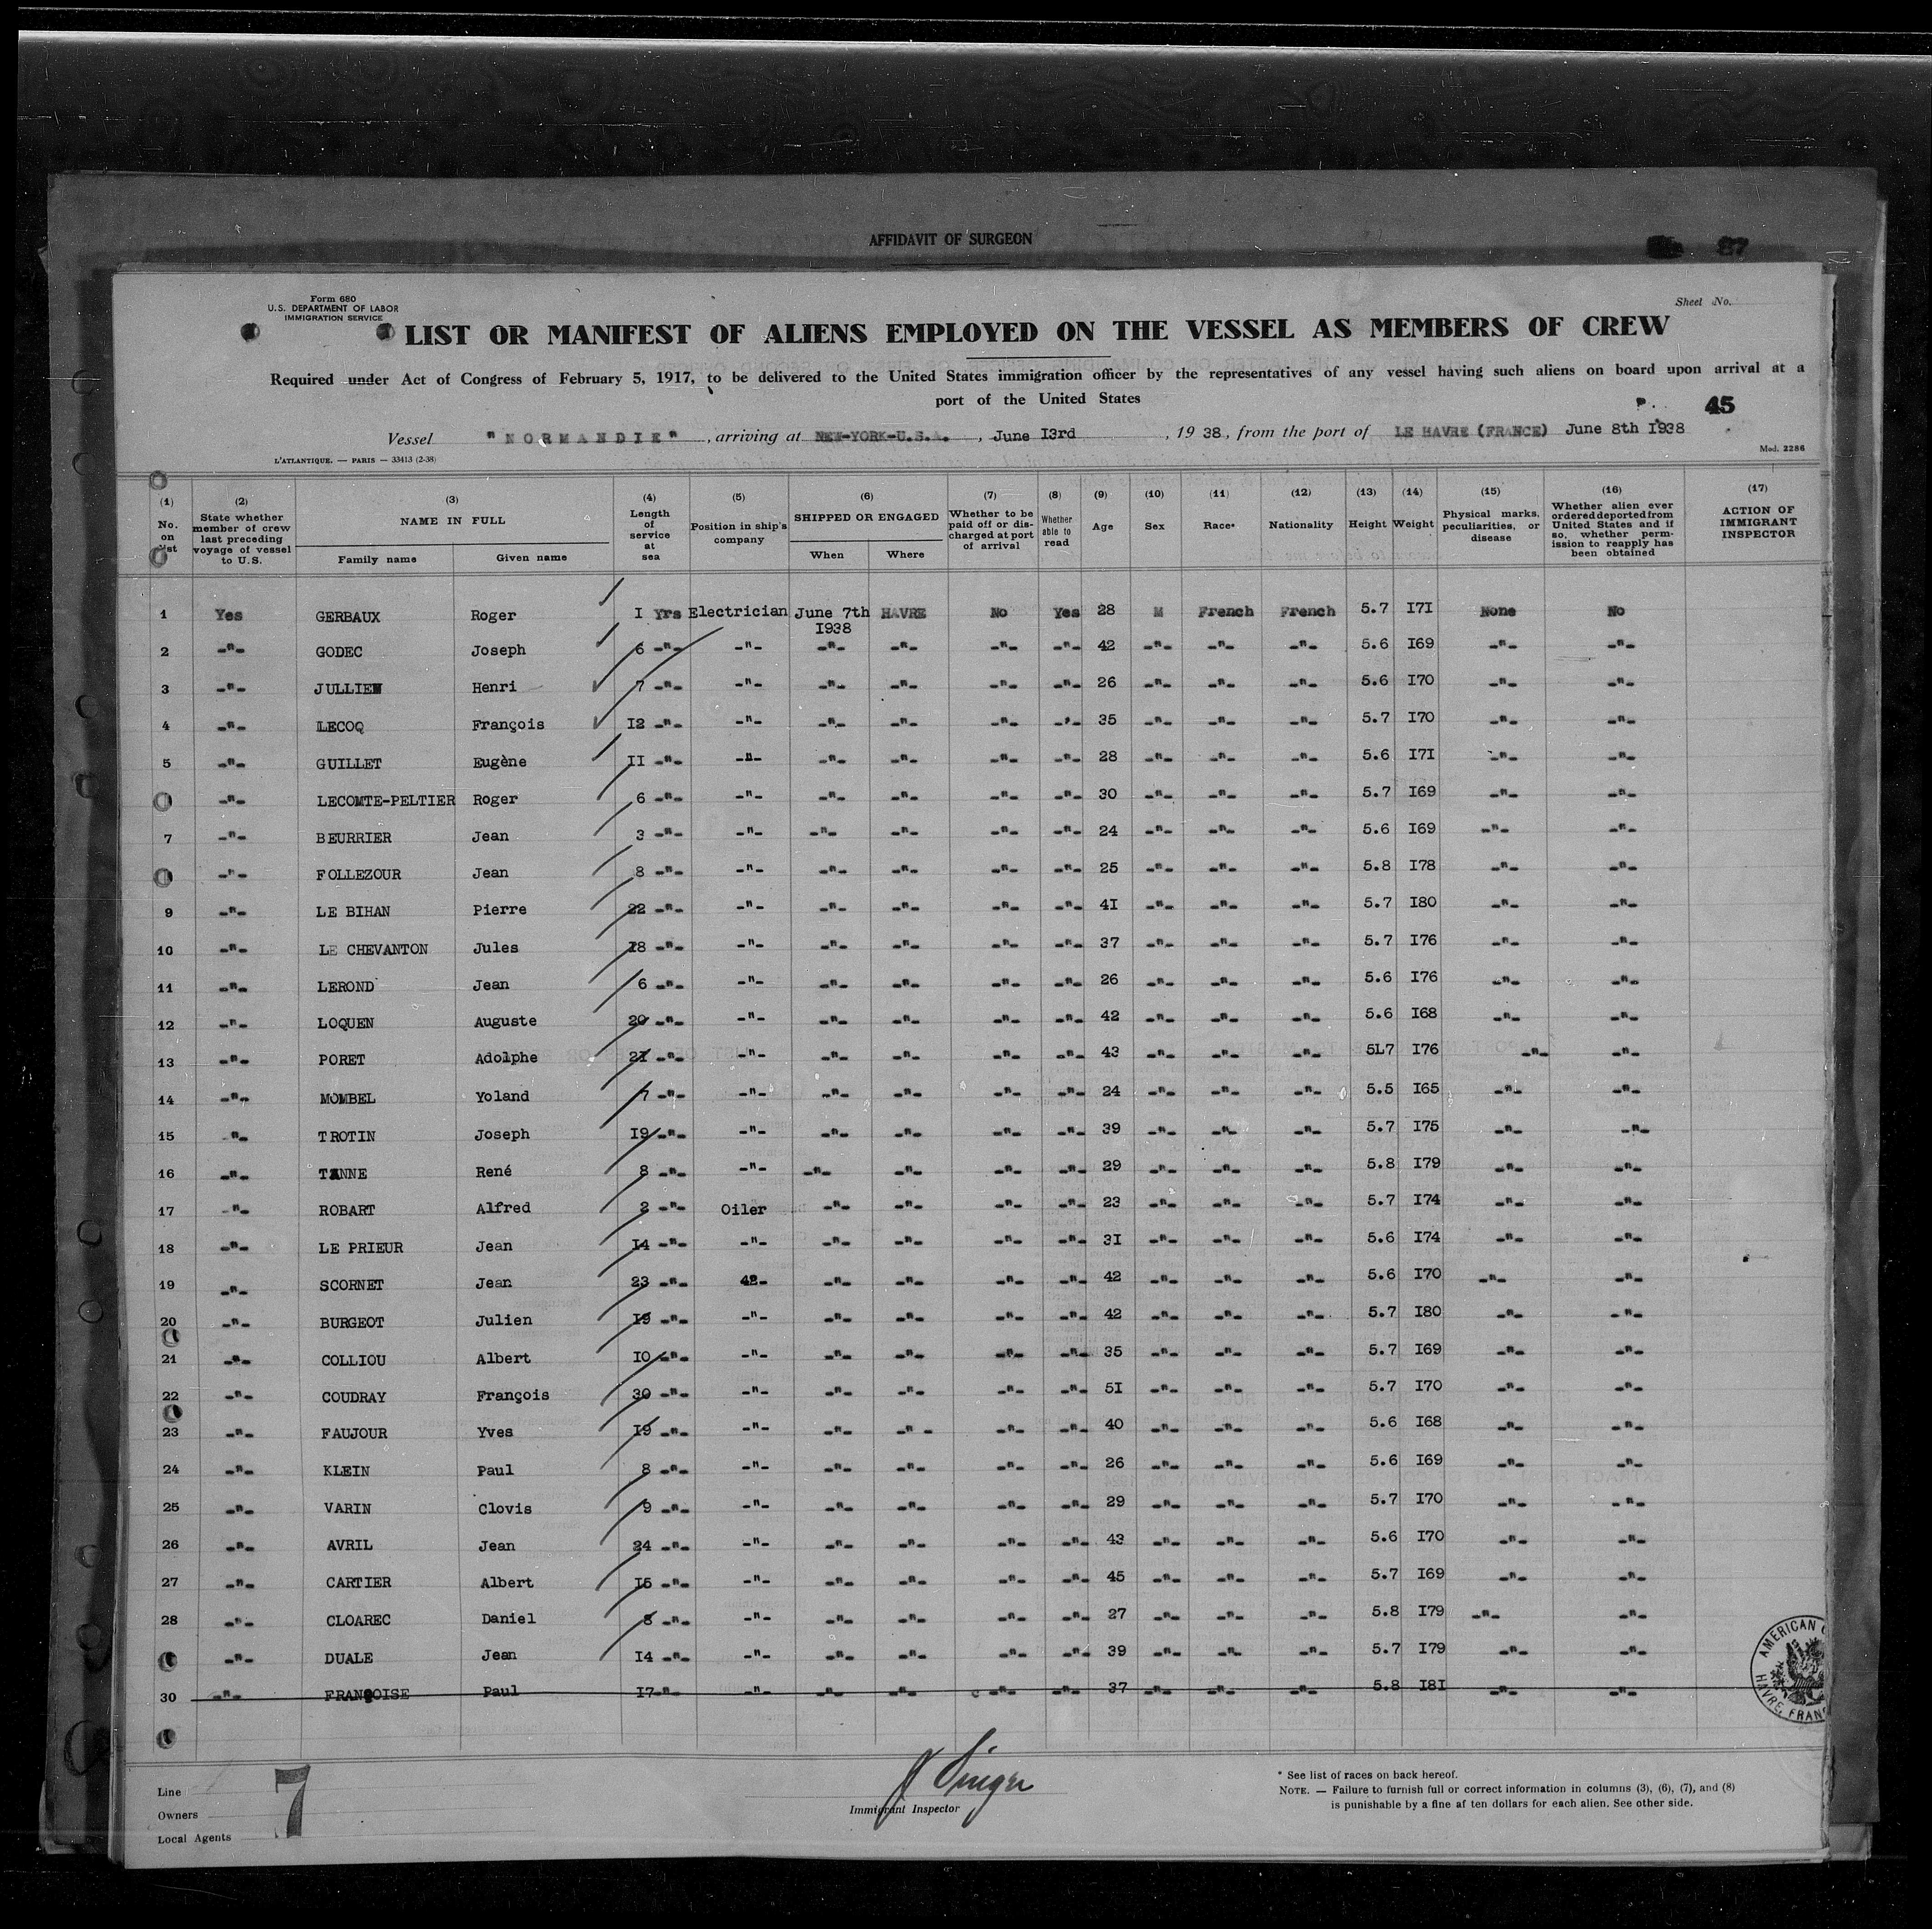 AFFIDAVIT OF SURGEON
Form 680
U.S. DEPARTMENT OF LABOR
IMMIGRATION SERVICE
Sheet No.
LIST OR MANIFEST OF ALIENS EMPLOYED ON THE VESSEL AS MEMBERS OF CREW
Required under Act of Congress of February 5, 1917, to be delivered to the United States immigration officer by the representatives of any vessel having such aliens on board upon arrival at a
port of the United States
P. 45
Vessel "NORMANDIE", arriving at NEW-YORK-U.S.A., June I3rd, 1938, from the port of LE HAVRE (FRANCE) June 8th I938
L'ATLANTIQUE. — PARIS — 33413 (2-38)
Mod. 2286
(1) No. on list (2) State whether member of crew last preceding voyage of vessel to U.S. (3) NAME IN FULL Family name Given name (4) Length of service at sea (5) Position in ship's company (6) SHIPPED OR ENGAGED When Where (7) Whether to be paid off or discharged at port of arrival (8) Whether able to read (9) Age (10) Sex (11) Race* (12) Nationality (13) Height (14) Weight (15) Physical marks, peculiarities, or disease (16) Whether alien ever ordered deported from United States and if so, whether permission to reapply has been obtained (17) ACTION OF IMMIGRANT INSPECTOR
1 Yes GERBAUX Roger I Yrs Electrician June 7th I938 HAVRE No Yes 28 M French French 5.7 I7I None No
2 -"- GODEC Joseph 6 -"- -"- -"- -"- -"- -"- 42 -"- -"- -"- 5.6 I69 -"- -"-
3 -"- JULLIEN Henri 7 -"- -"- -"- -"- -"- -"- 26 -"- -"- -"- 5.6 I70 -"- -"-
4 -"- LECOQ François I2 -"- -"- -"- -"- -"- -"- 35 -"- -"- -"- 5.7 I70 -"- -"-
5 -"- GUILLET Eugène II -"- -"- -"- -"- -"- -"- 28 -"- -"- -"- 5.6 I7I -"- -"-
-"- LECOMTE-PELTIER Roger 6 -"- -"- -"- -"- -"- -"- 30 -"- -"- -"- 5.7 I69 -"- -"-
7 -"- BEURRIER Jean 3 -"- -"- -"- -"- -"- -"- 24 -"- -"- -"- 5.6 I69 -"- -"-
-"- FOLLEZOUR Jean 8 -"- -"- -"- -"- -"- -"- 25 -"- -"- -"- 5.8 I78 -"- -"-
9 -"- LE BIHAN Pierre 22 -"- -"- -"- -"- -"- -"- 4I -"- -"- -"- 5.7 I80 -"- -"-
10 -"- LE CHEVANTON Jules I8 -"- -"- -"- -"- -"- -"- 37 -"- -"- -"- 5.7 I76 -"- -"-
11 -"- LEROND Jean 6 -"- -"- -"- -"- -"- -"- 26 -"- -"- -"- 5.6 I76 -"- -"-
12 -"- LOQUEN Auguste 20 -"- -"- -"- -"- -"- -"- 42 -"- -"- -"- 5.6 I68 -"- -"-
13 -"- PORET Adolphe 2I -"- -"- -"- -"- -"- -"- 43 -"- -"- -"- 5L7 I76 -"- -"-
14 -"- MOMBEL Yoland 7 -"- -"- -"- -"- -"- -"- 24 -"- -"- -"- 5.5 I65 -"- -"-
15 -"- TROTIN Joseph I9 -"- -"- -"- -"- -"- -"- 39 -"- -"- -"- 5.7 I75 -"- -"-
16 -"- TANNE René 8 -"- -"- -"- -"- -"- -"- 29 -"- -"- -"- 5.8 I79 -"- -"-
17 -"- ROBART Alfred 2 -"- Oiler -"- -"- -"- -"- 23 -"- -"- -"- 5.7 I74 -"- -"-
18 -"- LE PRIEUR Jean I4 -"- -"- -"- -"- -"- -"- 3I -"- -"- -"- 5.6 I74 -"- -"-
19 -"- SCORNET Jean 23 -"- 42- -"- -"- -"- -"- 42 -"- -"- -"- 5.6 I70 -"- -"-
20 -"- BURGEOT Julien I9 -"- -"- -"- -"- -"- -"- 42 -"- -"- -"- 5.7 I80 -"- -"-
21 -"- COLLIOU Albert I0 -"- -"- -"- -"- -"- -"- 35 -"- -"- -"- 5.7 I69 -"- -"-
22 -"- COUDRAY François 30 -"- -"- -"- -"- -"- -"- 5I -"- -"- -"- 5.7 I70 -"- -"-
23 -"- FAUJOUR Yves I9 -"- -"- -"- -"- -"- -"- 40 -"- -"- -"- 5.6 I68 -"- -"-
24 -"- KLEIN Paul 8 -"- -"- -"- -"- -"- -"- 26 -"- -"- -"- 5.6 I69 -"- -"-
25 -"- VARIN Clovis 9 -"- -"- -"- -"- -"- -"- 29 -"- -"- -"- 5.7 I70 -"- -"-
26 -"- AVRIL Jean 24 -"- -"- -"- -"- -"- -"- 43 -"- -"- -"- 5.6 I70 -"- -"-
27 -"- CARTIER Albert I5 -"- -"- -"- -"- -"- -"- 45 -"- -"- -"- 5.7 I69 -"- -"-
28 -"- CLOAREC Daniel 8 -"- -"- -"- -"- -"- -"- 27 -"- -"- -"- 5.8 I79 -"- -"-
-"- DUALE Jean I4 -"- -"- -"- -"- -"- -"- 39 -"- -"- -"- 5.7 I79 -"- -"-
30 -"- FRANÇOISE Paul I7 -"- -"- -"- -"- -"- 37 -"- -"- -"- 5.8 I8I -"- -"-
AMERICAN
HAVRE, FRAN
Line
Owners
Local Agents
7
J Singer
Immigrant Inspector
* See list of races on back hereof.
NOTE. — Failure to furnish full or correct information in columns (3), (6), (7), and (8)
is punishable by a fine af ten dollars for each alien. See other side.